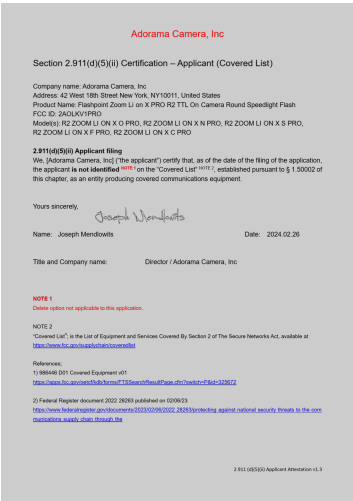 Adorama Camera, Inc
Section 2.911(d)(5)(ii) Certification – Applicant (Covered List)
Company name: Adorama Camera, Inc
Address: 42 West 18th Street New York, NY10011, United States
Product Name: Flashpoint Zoom Li on X PRO R2 TTL On Camera Round Speedlight Flash
FCC ID: 2AOLKV1PRO
Model(s): R2 ZOOM LI ON X O PRO, R2 ZOOM LI ON X N PRO, R2 ZOOM LI ON X S PRO,
R2 ZOOM LI ON X F PRO, R2 ZOOM LI ON X C PRO
2.911(d)(5)(ii) Applicant filing
We, [Adorama Camera, Inc] ("the applicant") certify that, as of the date of the filing of the application,
the applicant is not identified NOTE 1 on the "Covered List" NOTE 2, established pursuant to § 1.50002 of
this chapter, as an entity producing covered communications equipment.
Yours sincerely,
Joseph Mendlowits
Name: Joseph Mendlowits Date: 2024.02.26
Title and Company name: Director / Adorama Camera, Inc
NOTE 1
Delete option not applicable to this application.
NOTE 2
"Covered List"; is the List of Equipment and Services Covered By Section 2 of The Secure Networks Act, available at
https://www.fcc.gov/supplychain/coveredlist
References;
1) 986446 D01 Covered Equipment v01
https://apps.fcc.gov/oetcf/kdb/forms/FTSSearchResultPage.cfm?switch=P&id=325672
2) Federal Register document 2022 28263 published on 02/06/23
https://www.federalregister.gov/documents/2023/02/06/2022 28263/protecting against national security threats to the com
munications supply chain through the
2.911 (d)(5)(ii) Applicant Attestation v1.3